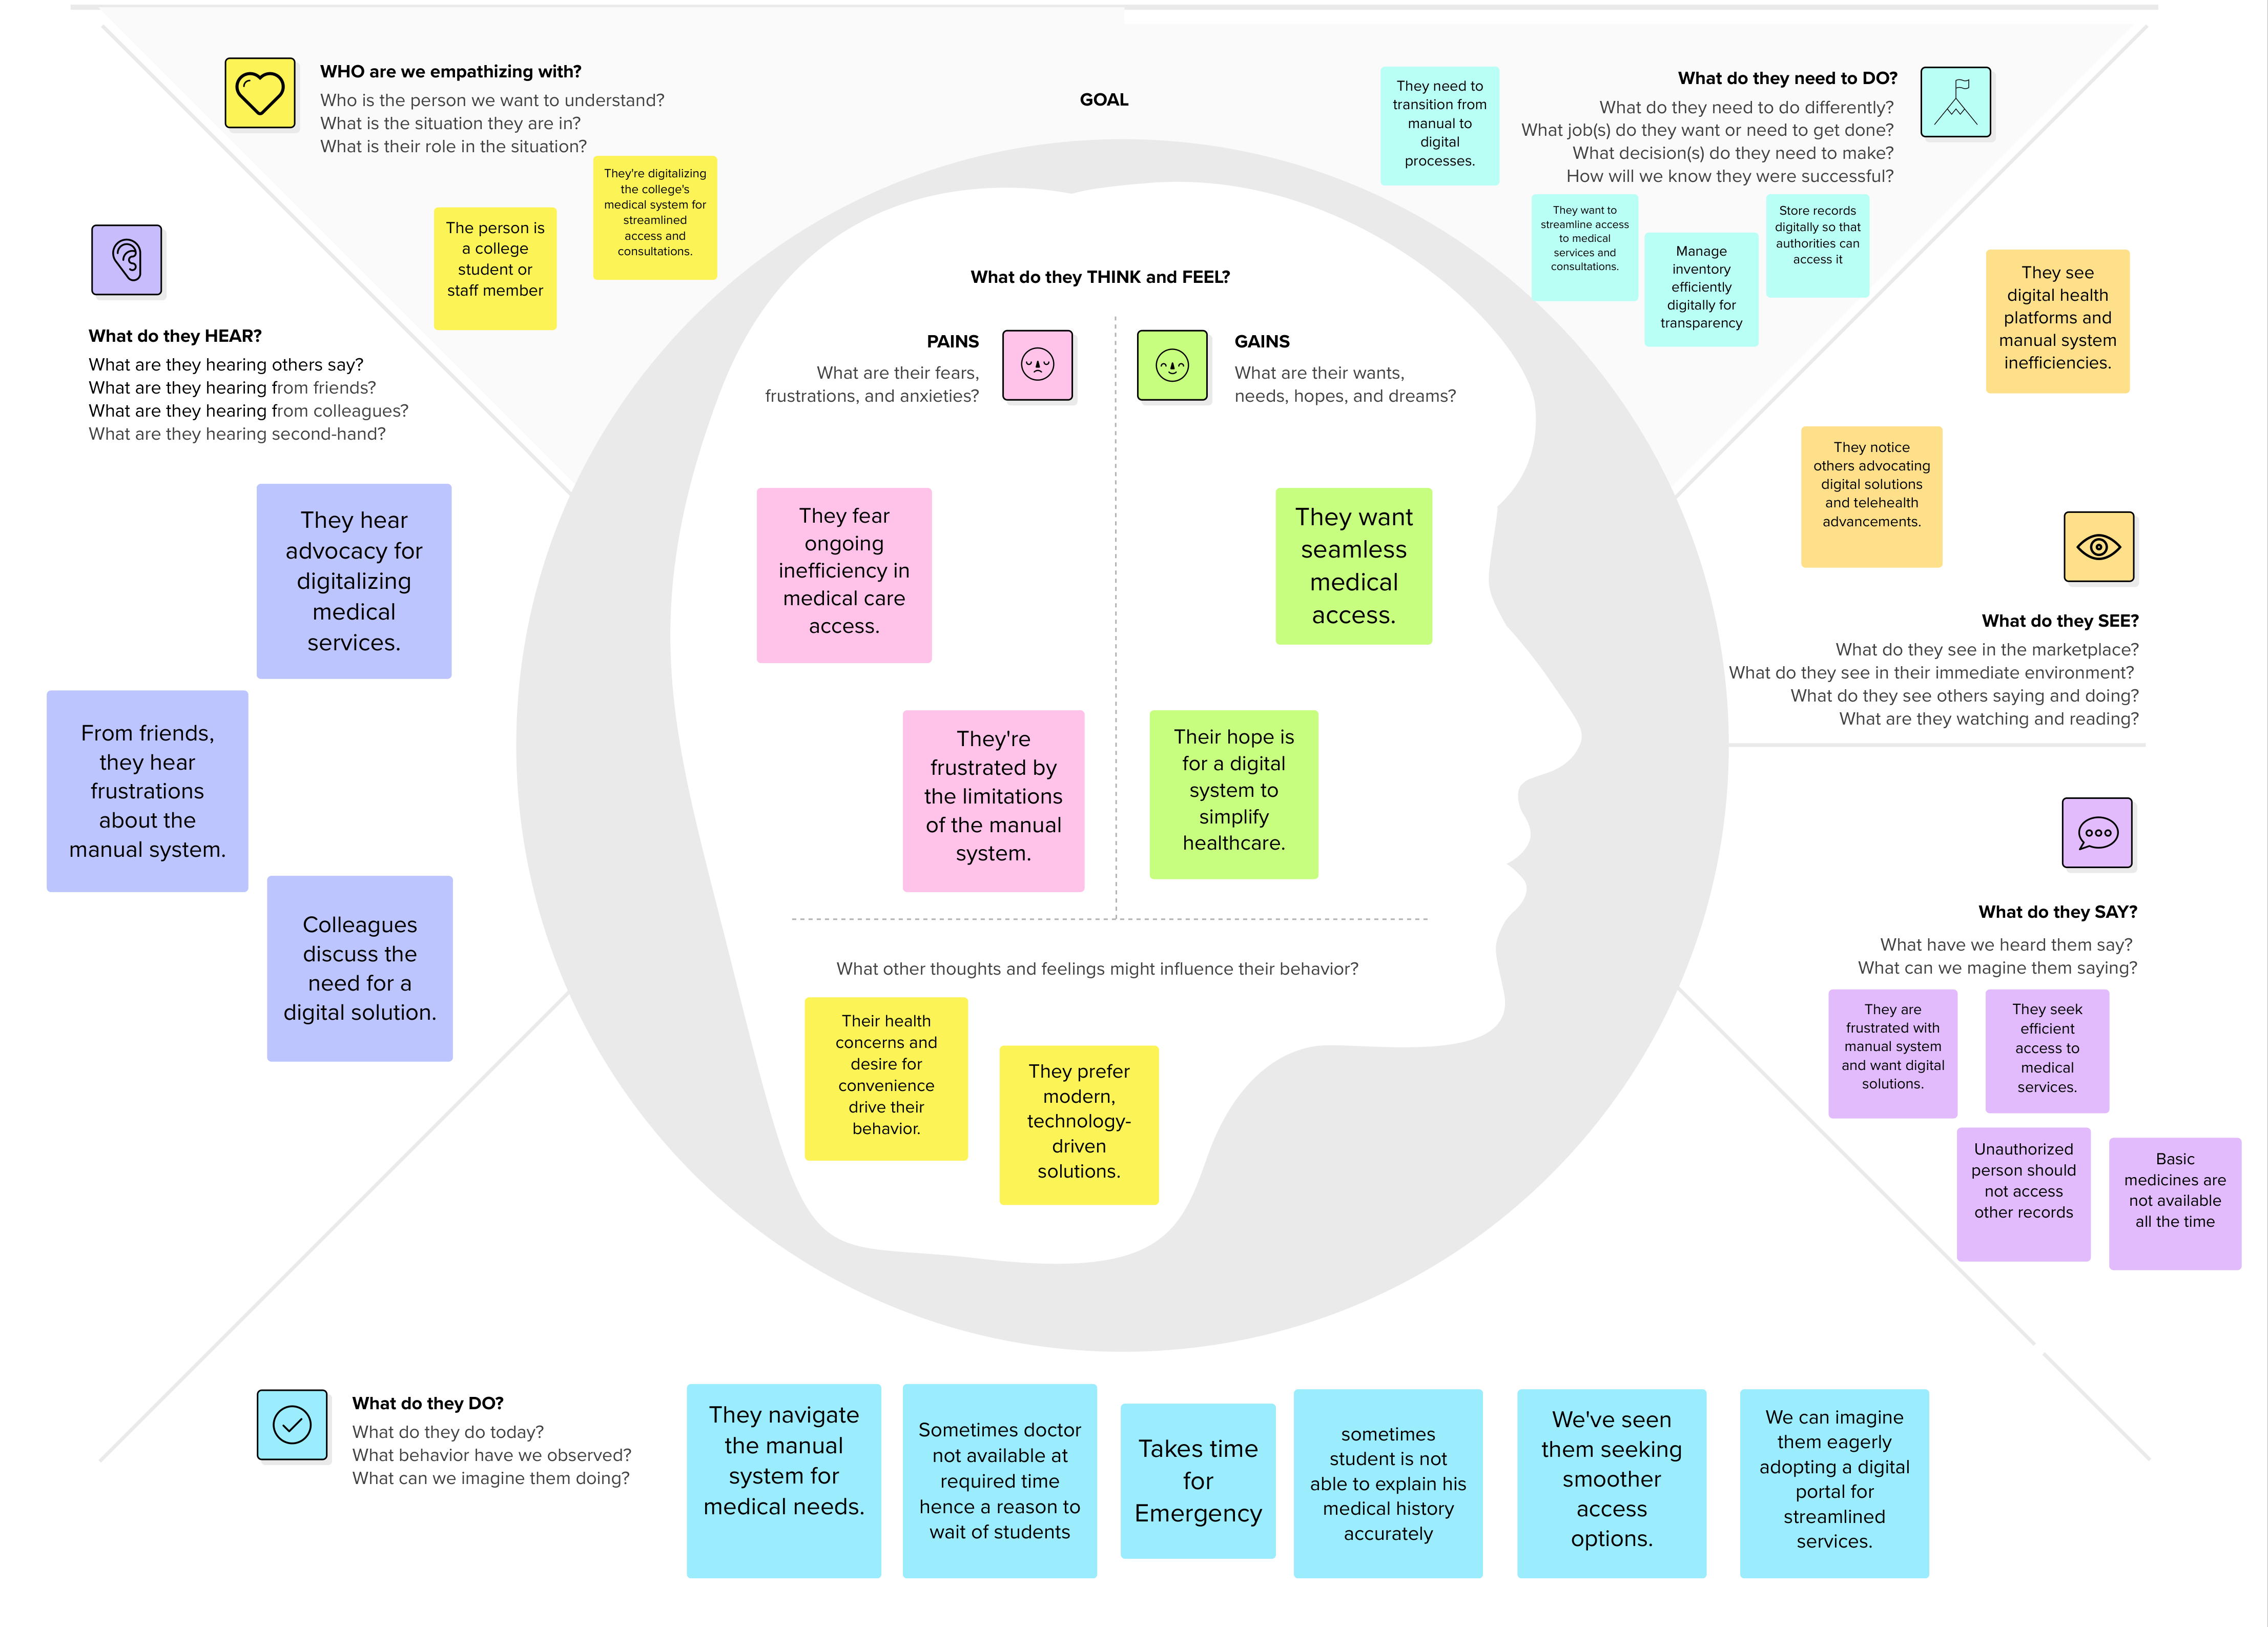 WHO are we empathizing with?
Who is the person we want to understand?
What is the situation they are in?
What is their role in the situation?
The person is
a college
student or
staff member
They're digitalizing
the college's
medical system for
streamlined
access and
consultations.
GOAL
They need to
transition from
manual to
digital
processes.
What do they need to DO?
What do they need to do differently?
What job(s) do they want or need to get done?
What decision(s) do they need to make?
How will we know they were successful?
They want to
streamline access
to medical
services and
consultations.
Manage
inventory
efficiently
digitally for
transparency
Store records
digitally so that
authorities can
access it
What do they HEAR?
What are they hearing others say?
What are they hearing from friends?
What are they hearing from colleagues?
What are they hearing second-hand?
They hear
advocacy for
digitalizing
medical
services.
From friends,
they hear
frustrations
about the
manual system.
Colleagues
discuss the
need for a
digital solution.
What do they THINK and FEEL?
PAINS
What are their fears,
frustrations, and anxieties?
GAINS
What are their wants,
needs, hopes, and dreams?
They fear
ongoing
inefficiency in
medical care
access.
They're
frustrated by
the limitations
of the manual
system.
They want
seamless
medical
access.
Their hope is
for a digital
system to
simplify
healthcare.
What other thoughts and feelings might influence their behavior?
Their health
concerns and
desire for
convenience
drive their
behavior.
They prefer
modern,
technology-
driven
solutions.
They see
digital health
platforms and
manual system
inefficiencies.
They notice
others advocating
digital solutions
and telehealth
advancements.
What do they SEE?
What do they see in the marketplace?
What do they see in their immediate environment?
What do they see others saying and doing?
What are they watching and reading?
What do they SAY?
What have we heard them say?
What can we magine them saying?
They are
frustrated with
manual system
and want digital
solutions.
They seek
efficient
access to
medical
services.
Unauthorized
person should
not access
other records
Basic
medicines are
not available
all the time
What do they DO?
What do they do today?
What behavior have we observed?
What can we imagine them doing?
They navigate
the manual
system for
medical needs.
Sometimes doctor
not available at
required time
hence a reason to
wait of students
Takes time
for
Emergency
sometimes
student is not
able to explain his
medical history
accurately
We've seen
them seeking
smoother
access
options.
We can imagine
them eagerly
adopting a digital
portal for
streamlined
services.